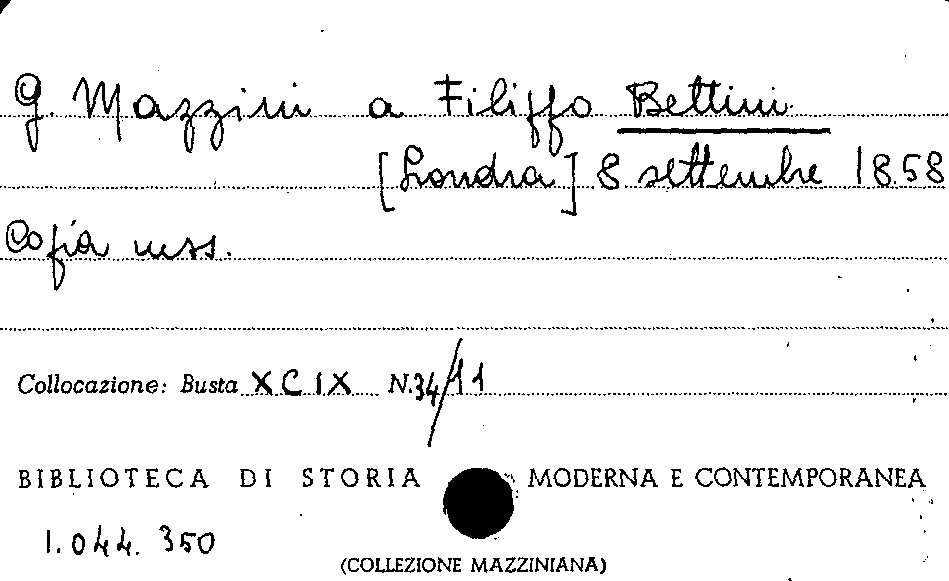 G. Mazzini a Filippo Bettini
[Londra] 8 settembre 1858
Copia mss.
Collocazione: Busta XCIX N. 34/11
BIBLIOTECA DI STORIA MODERNA E CONTEMPORANEA
1.044.350
(COLLEZIONE MAZZINIANA)